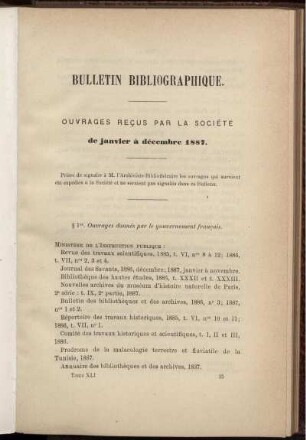 BULLETIN BIBLIOGRAPHIQUE.
OUVRAGES REÇUS PAR LA SOCIÉTÉ
de janvier à décembre 1887.
Prière de signaler à M. l'Archiviste-Bibliothécaire les ouvrages qui auraient
été expédiés à la Société et ne seraient pas signalés dans ce Bulletin.
§ 1er. Ouvrages donnés par le gouvernement français.
MINISTÈRE DE L'INSTRUCTION PUBLIQUE :
Revue des travaux scientifiques, 1885, t. VI, nos 9 à 12; 1886,
t. VII, nos 2, 3 et 4.
Journal des Savants, 1886, décembre; 1887, janvier à novembre.
Bibliothèque des hautes études, 1886, t. XXXI et XXXIII.
Nouvelles archives du muséum d'histoire naturelle de Paris,
2e série; t. IX, 2e partie, 1887.
Bulletin des bibliothèques et des archives, 1886, no 3; 1887,
nos 1 et 2.
Répertoire des travaux historiques, 1885, t. VI, nos 10 et 11;
1886, t. VII, no 1.
Comité des travaux historiques et scientifiques, t. I, II et III,
1886.
Prodrome de la malacologie terrestre et fluviatile de la
Tunisie, 1887.
Annuaire des bibliothèques et des archives, 1887.
TOME XLI